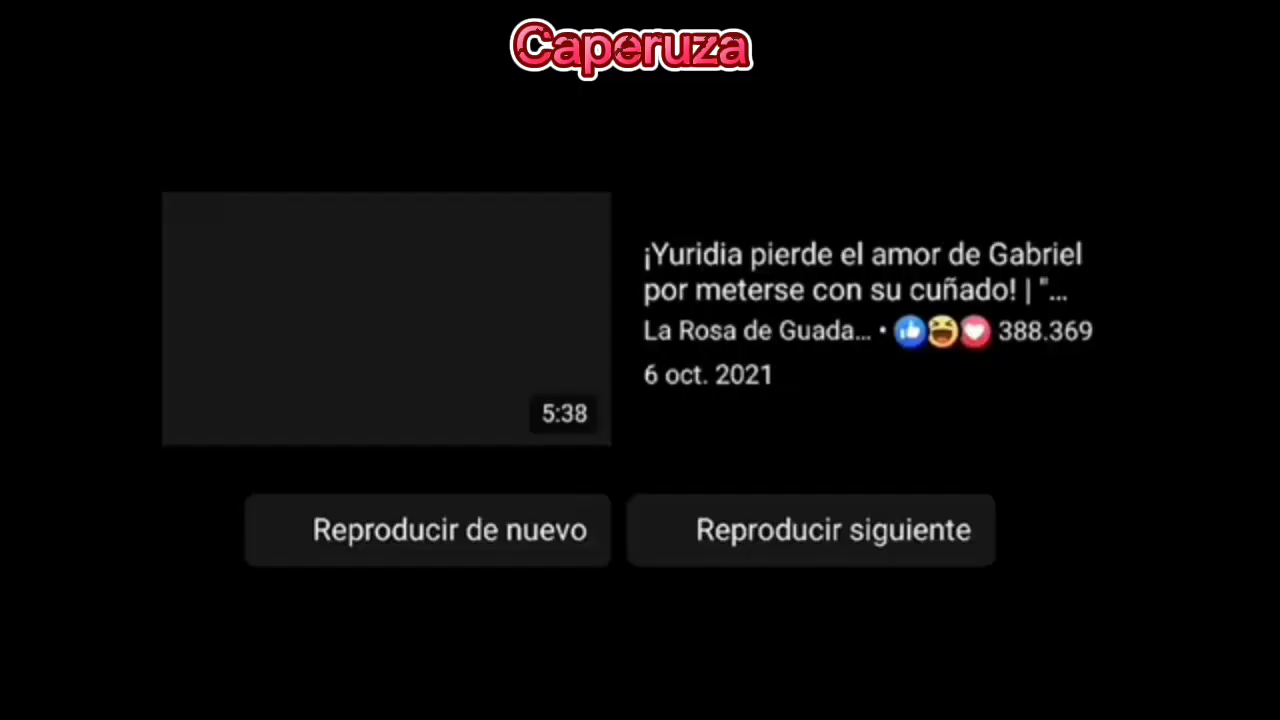 Caperuza
¡Yuridia pierde el amor de Gabriel
por meterse con su cuñado! | "...
La Rosa de Guada... • 388.369
6 oct. 2021
5:38
Reproducir de nuevo
Reproducir siguiente